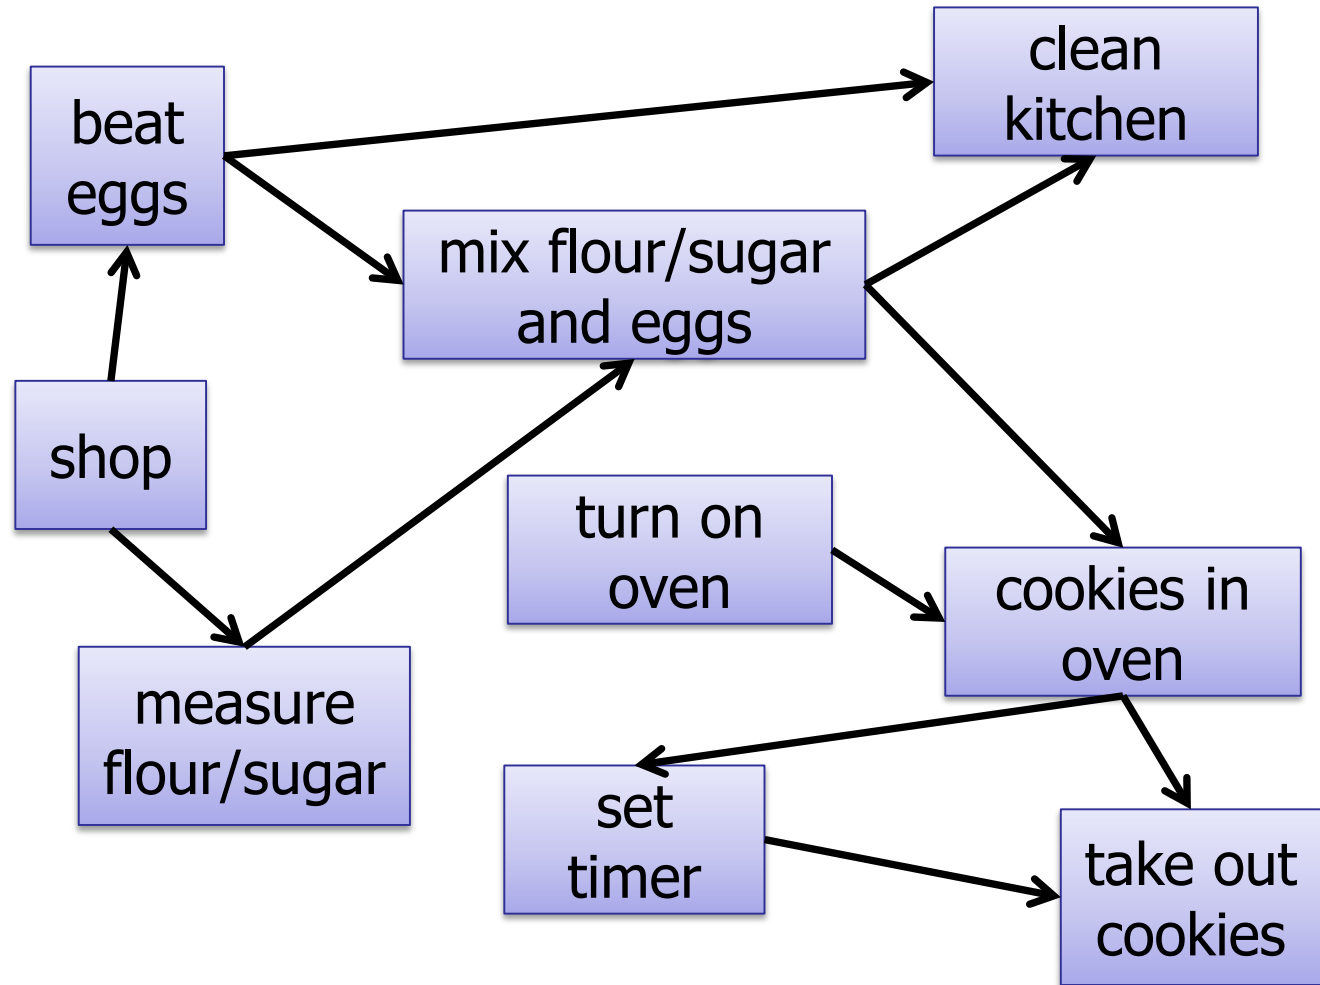 clean
kitchen
beat
eggs
mix flour/sugar
and eggs
shop
turn on
oven
cookies in
oven
measure
flour/sugar
set
timer
take out
cookies